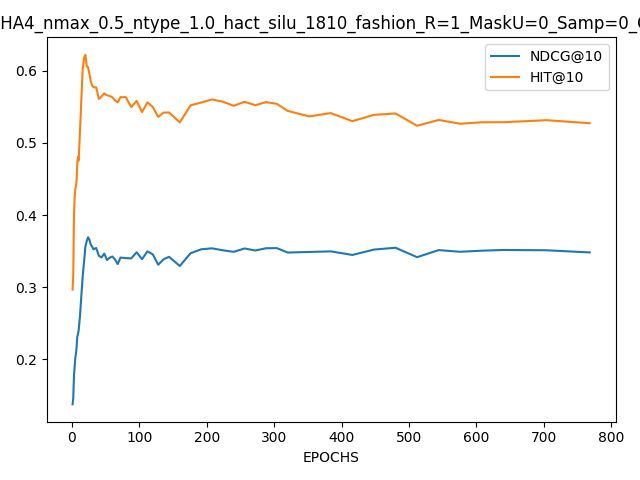 HA4_nmax_0.5_ntype_1.0_hact_silu_1810_fashion_R=1_MaskU=0_Samp=0_
NDCG@10
HIT@10
0.6
0.5
0.4
0.3
0.2
0 100 200 300 400 500 600 700 800
EPOCHS